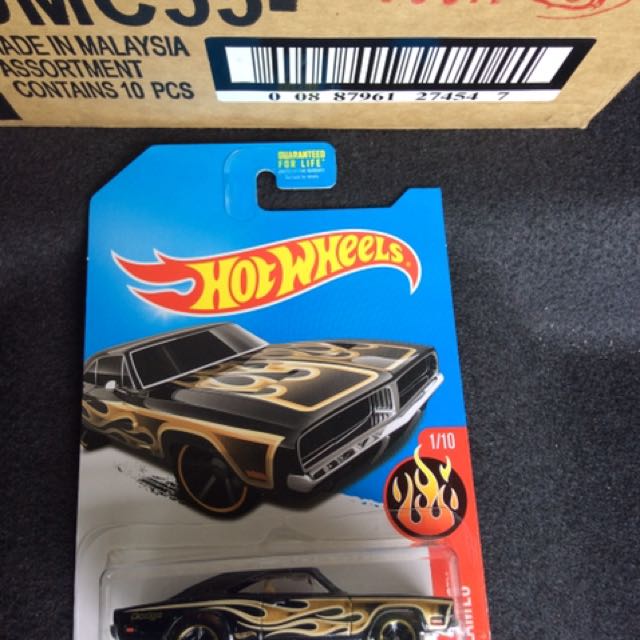 MADE IN MALAYSIA
ASSORTMENT
CONTAINS 10 PCS
0 08 87961 27454 7
GUARANTEED
FOR LIFE
HOT WHEELS
1/10